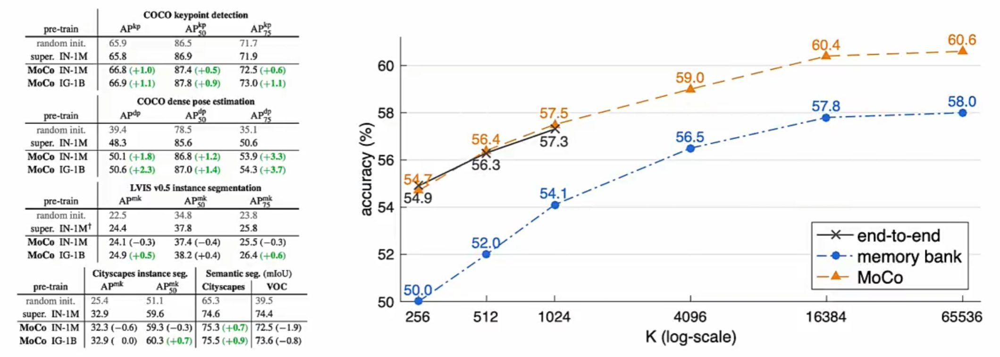 COCO keypoint detection
pre-train AP^kp AP^kp_50 AP^kp_75
random init. 65.9 86.5 71.7
super. IN-1M 65.8 86.9 71.9
MoCo IN-1M 66.8 (+1.0) 87.4 (+0.5) 72.5 (+0.6)
MoCo IG-1B 66.9 (+1.1) 87.8 (+0.9) 73.0 (+1.1)
COCO dense pose estimation
pre-train AP^dp AP^dp_50 AP^dp_75
random init. 39.4 78.5 35.1
super. IN-1M 48.3 85.6 50.6
MoCo IN-1M 50.1 (+1.8) 86.8 (+1.2) 53.9 (+3.3)
MoCo IG-1B 50.6 (+2.3) 87.0 (+1.4) 54.3 (+3.7)
LVIS v0.5 instance segmentation
pre-train AP^mk AP^mk_50 AP^mk_75
random init. 22.5 34.8 23.8
super. IN-1M† 24.4 37.8 25.8
MoCo IN-1M 24.1 (−0.3) 37.4 (−0.4) 25.5 (−0.3)
MoCo IG-1B 24.9 (+0.5) 38.2 (+0.4) 26.4 (+0.6)
Cityscapes instance seg. Semantic seg. (mIoU)
pre-train AP^mk AP^mk_50 Cityscapes VOC
random init. 25.4 51.1 65.3 39.5
super. IN-1M 32.9 59.6 74.6 74.4
MoCo IN-1M 32.3 (−0.6) 59.3 (−0.3) 75.3 (+0.7) 72.5 (−1.9)
MoCo IG-1B 32.9 ( 0.0) 60.3 (+0.7) 75.5 (+0.9) 73.6 (−0.8)
accuracy (%)
60
58
56
54
52
50
54.7 56.4 57.5 59.0 60.4 60.6
54.9 56.3 57.3
50.0 52.0 54.1 56.5 57.8 58.0
end-to-end
memory bank
MoCo
256 512 1024 4096 16384 65536
K (log-scale)